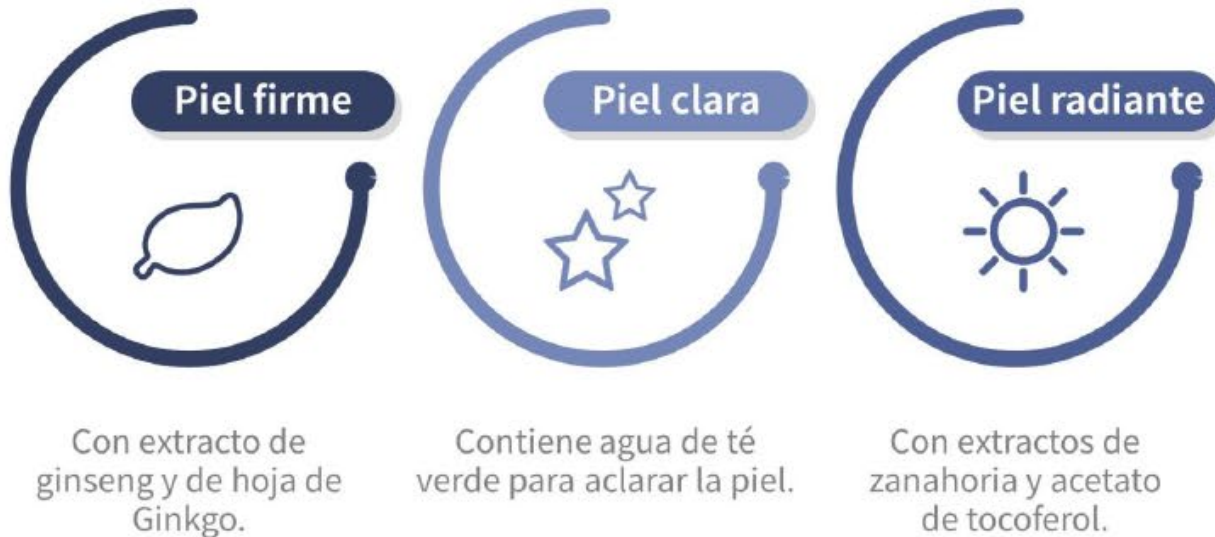 Piel firme
Con extracto de
ginseng y de hoja de
Ginkgo.
Piel clara
Contiene agua de té
verde para aclarar la piel.
Piel radiante
Con extractos de
zanahoria y acetato
de tocoferol.